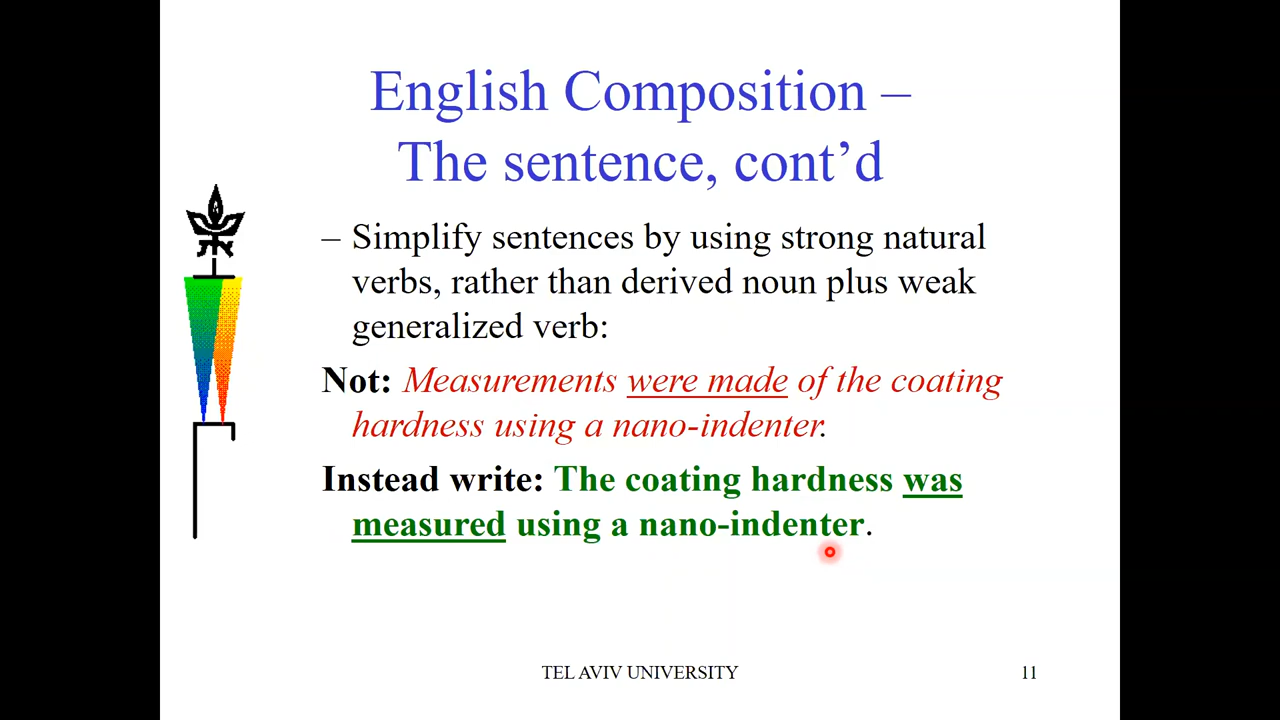 English Composition –
The sentence, cont’d
– Simplify sentences by using strong natural
verbs, rather than derived noun plus weak
generalized verb:
Not: Measurements were made of the coating
hardness using a nano-indenter.
Instead write: The coating hardness was
measured using a nano-indenter.
TEL AVIV UNIVERSITY
11